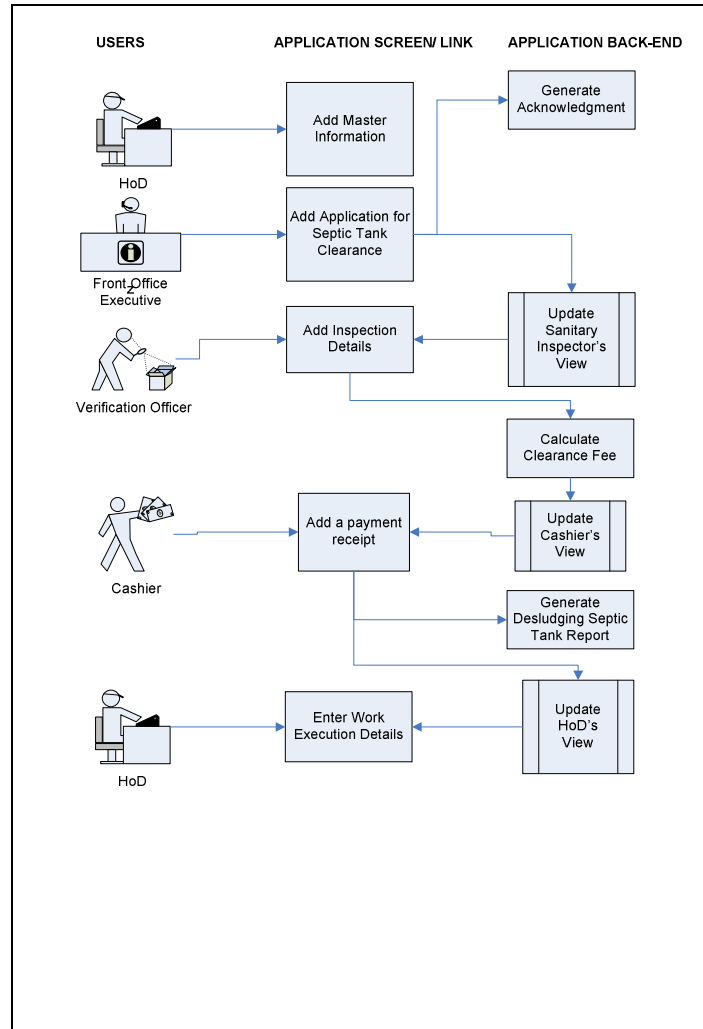 USERS
APPLICATION SCREEN/ LINK
APPLICATION BACK-END
Generate
Acknowledgment
Add Master
Information
HoD
Add Application for
Septic Tank
Clearance
Front Office
Executive
z
Update
Sanitary
Inspector's
View
Add Inspection
Details
Verification Officer
Calculate
Clearance Fee
Update
Cashier's
View
Add a payment
receipt
Cashier
Generate
Desludging Septic
Tank Report
Update
HoD's
View
Enter Work
Execution Details
HoD